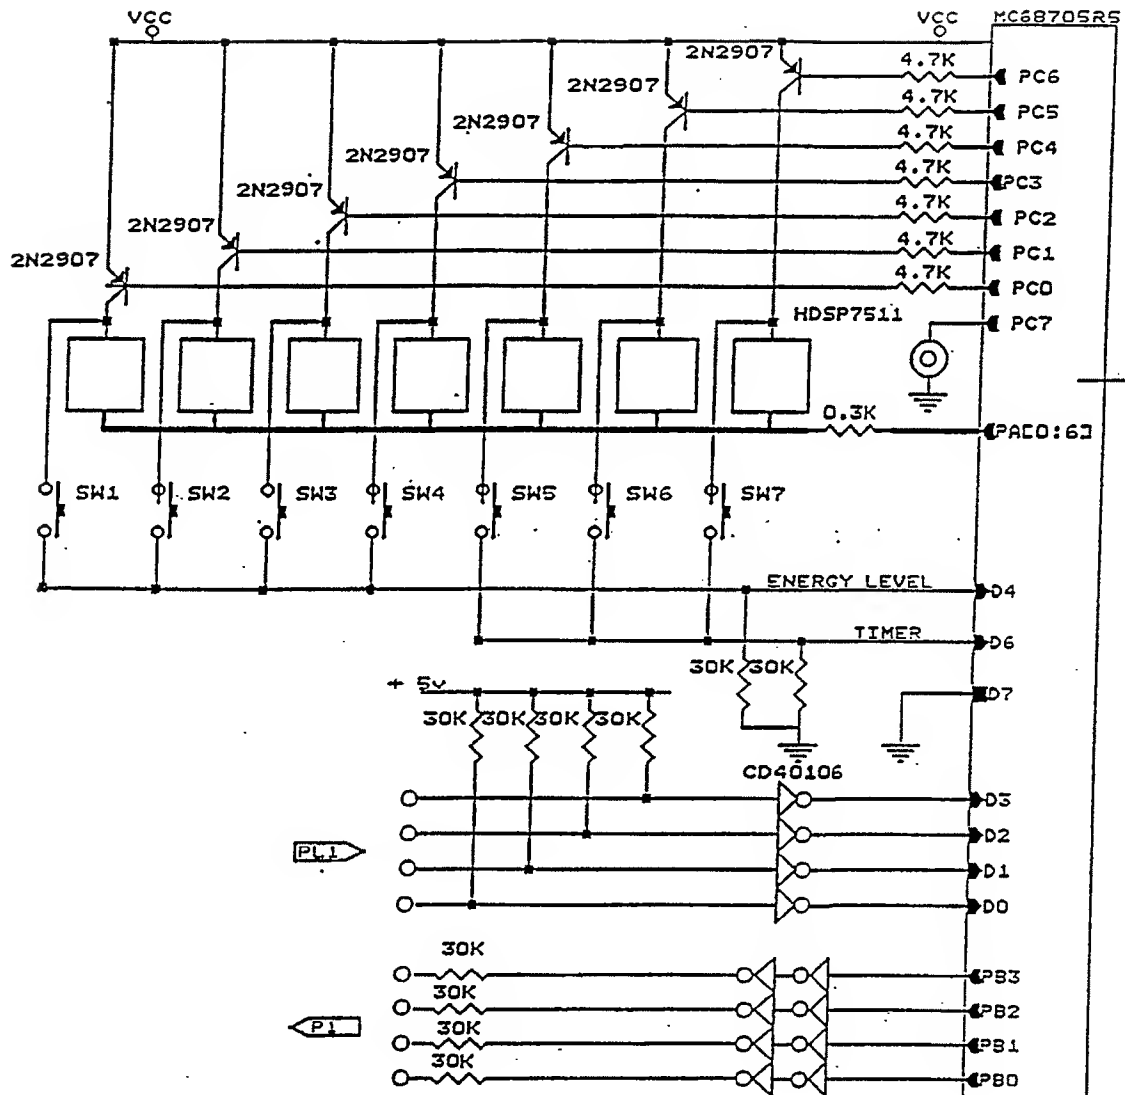 VCC
VCC
MC68705R5
2N2907
4.7K
PC6
2N2907
4.7K
PC5
2N2907
4.7K
PC4
2N2907
4.7K
PC3
2N2907
4.7K
PC2
2N2907
4.7K
PC1
2N2907
4.7K
PC0
HDSP7511
PC7
0.3K
PA[0:6]
SW1
SW2
SW3
SW4
SW5
SW6
SW7
ENERGY LEVEL
D4
TIMER
D6
30K
30K
+ 5v
D7
30K
30K
30K
30K
CD40106
D3
D2
PL1
D1
D0
30K
PB3
30K
PB2
P1
30K
PB1
30K
PB0